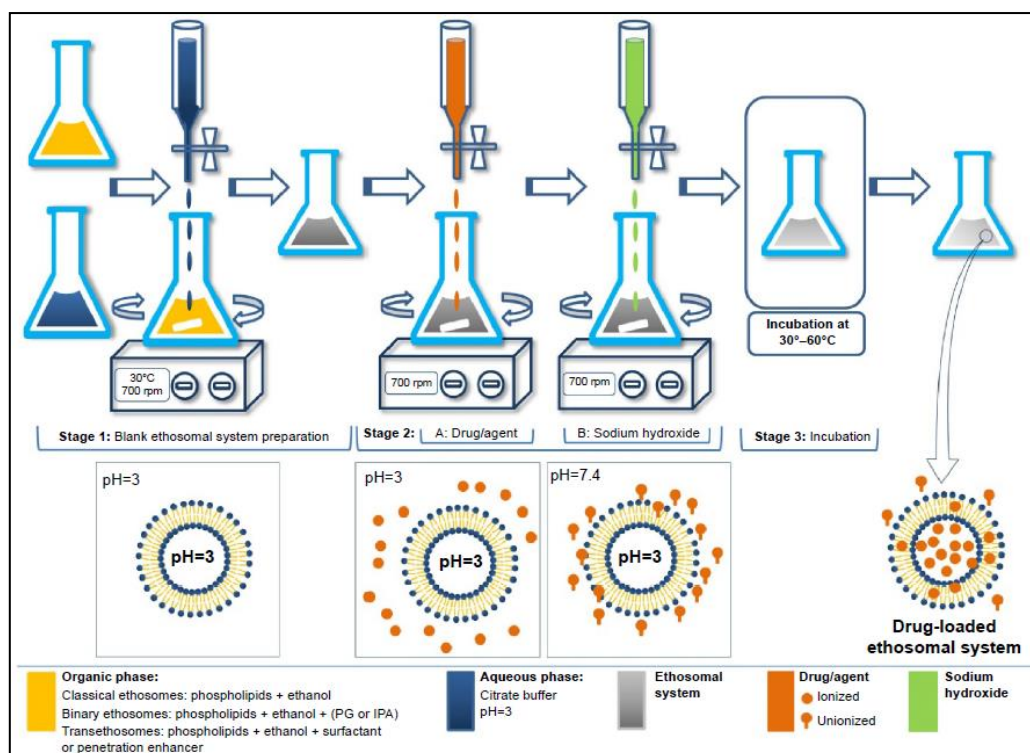 30°C
700 rpm
700 rpm
700 rpm
Incubation at
30°–60°C
Stage 1: Blank ethosomal system preparation
Stage 2:
A: Drug/agent
B: Sodium hydroxide
Stage 3: Incubation
pH=3
pH=3
pH=3
pH=3
pH=7.4
pH=3
Drug-loaded
ethosomal system
Organic phase:
Classical ethosomes: phospholipids + ethanol
Binary ethosomes: phospholipids + ethanol + (PG or IPA)
Transethosomes: phospholipids + ethanol + surfactant
or penetration enhancer
Aqueous phase:
Citrate buffer
pH=3
Ethosomal
system
Drug/agent
Ionized
Unionized
Sodium
hydroxide